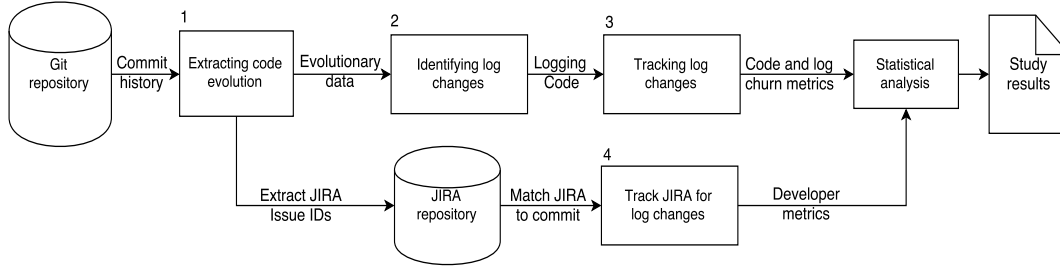 1
2
3
Git
repository
Commit
history
Extracting code
evolution
Evolutionary
data
Identifying log
changes
Logging
Code
Tracking log
changes
Code and log
churn metrics
Statistical
analysis
Study
results
4
Extract JIRA
Issue IDs
JIRA
repository
Match JIRA
to commit
Track JIRA for
log changes
Developer
metrics